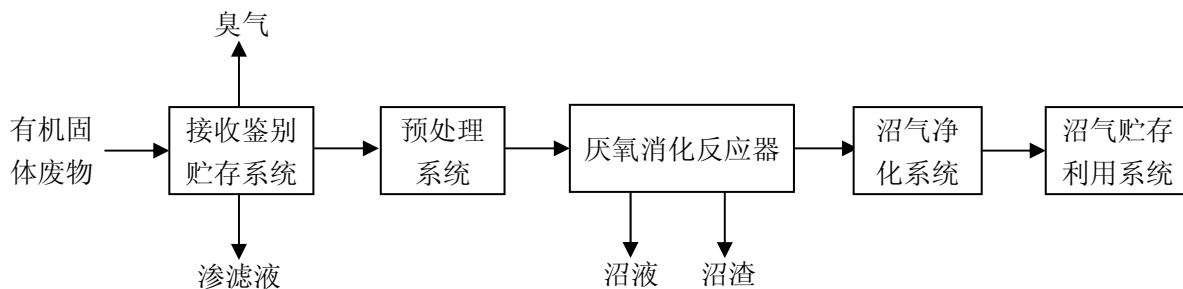 臭气
有机固
体废物
接收鉴别
贮存系统
预处理
系统
厌氧消化反应器
沼气净
化系统
沼气贮存
利用系统
渗滤液
沼液
沼渣